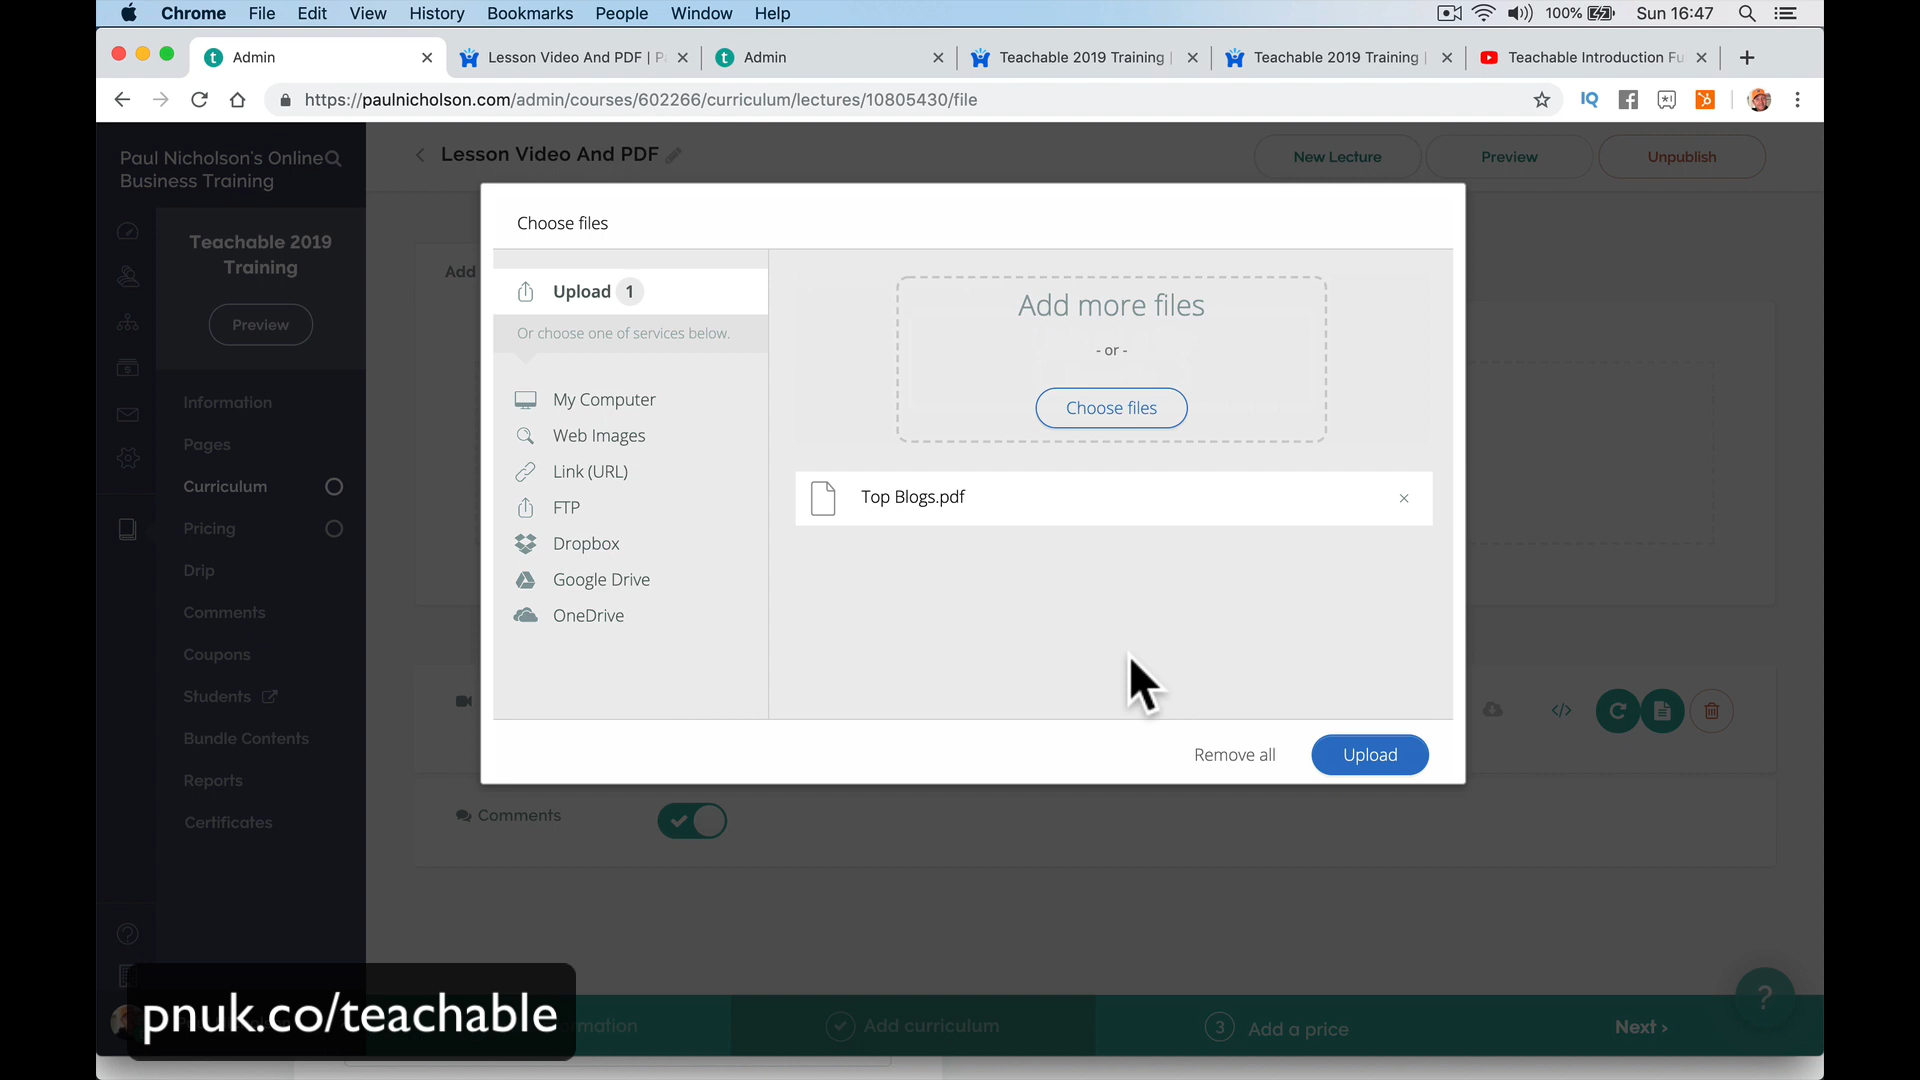 Chrome File Edit View History Bookmarks People Window Help 100% Sun 16:47
Admin
Lesson Video And PDF | P
Admin
Teachable 2019 Training |
Teachable 2019 Training |
Teachable Introduction Fu
https://paulnicholson.com/admin/courses/602266/curriculum/lectures/10805430/file
IQ
Paul Nicholson's Online
Business Training
Lesson Video And PDF
New Lecture
Preview
Unpublish
Teachable 2019
Training
Preview
Information
Pages
Curriculum
Pricing
Drip
Comments
Coupons
Students
Bundle Contents
Reports
Certificates
Add
Choose files
Upload 1
Or choose one of services below.
My Computer
Web Images
Link (URL)
FTP
Dropbox
Google Drive
OneDrive
Add more files
- or -
Choose files
Top Blogs.pdf
Remove all
Upload
Comments
pnuk.co/teachable
mation
Add curriculum
3 Add a price
Next ›
?